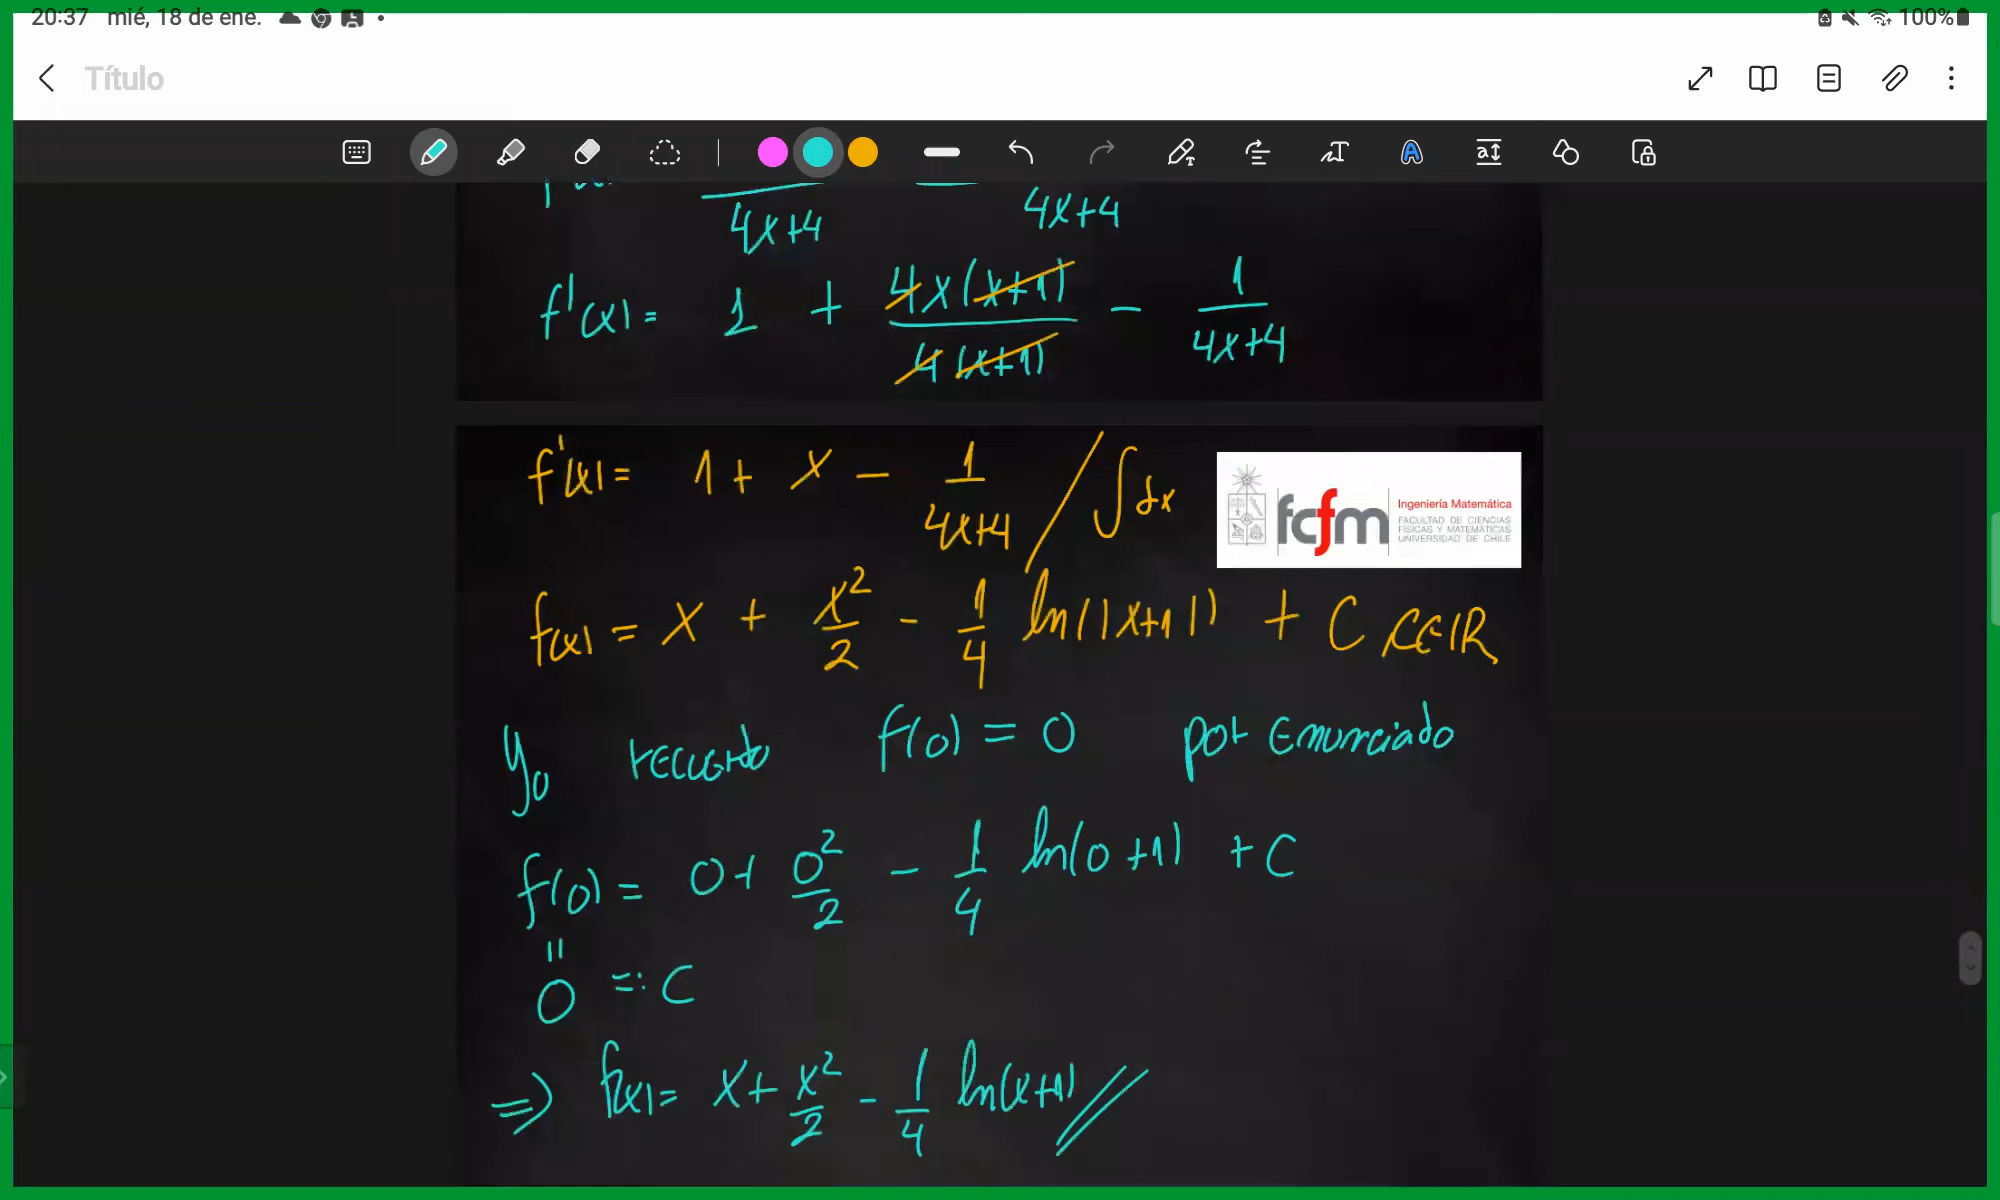 20:37 mié, 18 de ene. 100%
Título
4x+4 4x+4
f'(x) = 1 + 4x(x+1)/4(x+1) - 1/4x+4
f'(x) = 1 + x - 1/4x+4 / ∫dx
fcfm Ingeniería Matemática
FACULTAD DE CIENCIAS
FÍSICAS Y MATEMÁTICAS
UNIVERSIDAD DE CHILE
f(x) = x + x²/2 - 1/4 ln(|x+1|) + C C∈IR
Yo recuerdo f(0) = 0 por Enunciado
f(0) = 0 + 0²/2 - 1/4 ln(0+1) + C
"
0 = C
⇒ f(x) = x + x²/2 - 1/4 ln(x+1) //